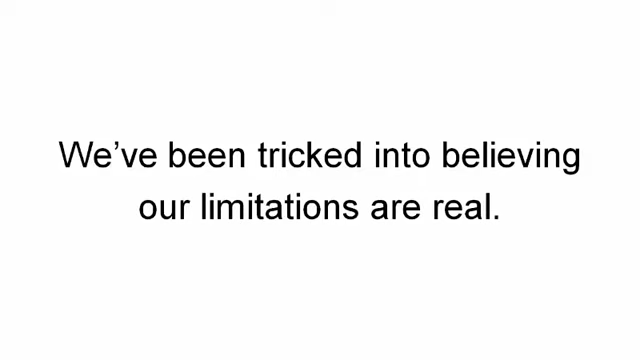 We’ve been tricked into believing
our limitations are real.